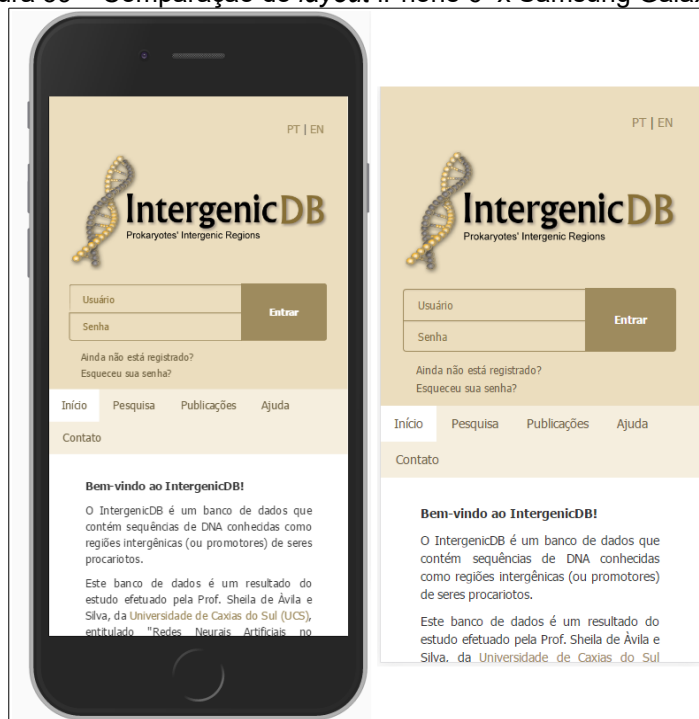 Comparação de layout iPhone 6 x Samsung
PT | EN
IntergenicDB
Prokaryotes' Intergenic Regions
Usuário
Senha
Entrar
Ainda não está registrado?
Esqueceu sua senha?
Início Pesquisa Publicações Ajuda
Contato
Bem-vindo ao IntergenicDB!
O IntergenicDB é um banco de dados que
contém sequências de DNA conhecidas como
regiões intergênicas (ou promotores) de seres
procariotos.
Este banco de dados é um resultado do
estudo efetuado pela Prof. Sheila de Àvila e
Silva, da Universidade de Caxias do Sul (UCS),
entitulado "Redes Neurais Artificiais no
PT | EN
IntergenicDB
Prokaryotes' Intergenic Regions
Usuário
Senha
Entrar
Ainda não está registrado?
Esqueceu sua senha?
Início Pesquisa Publicações Ajuda
Contato
Bem-vindo ao IntergenicDB!
O IntergenicDB é um banco de dados que
contém sequências de DNA conhecidas
como regiões intergênicas (ou promotores)
de seres procariotos.
Este banco de dados é um resultado do
estudo efetuado pela Prof. Sheila de Àvila e
Silva, da Universidade de Caxias do Sul